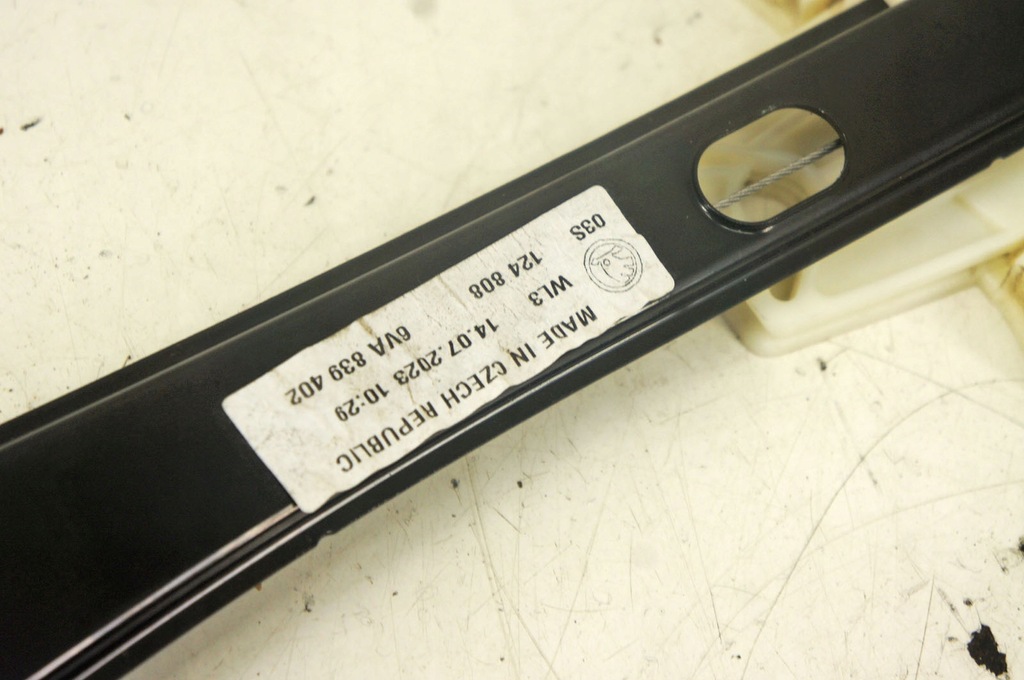 MADE IN CZECH REPUBLIC
WL3 14.07.2023 10:29
03S 124 808 6VA 839 402